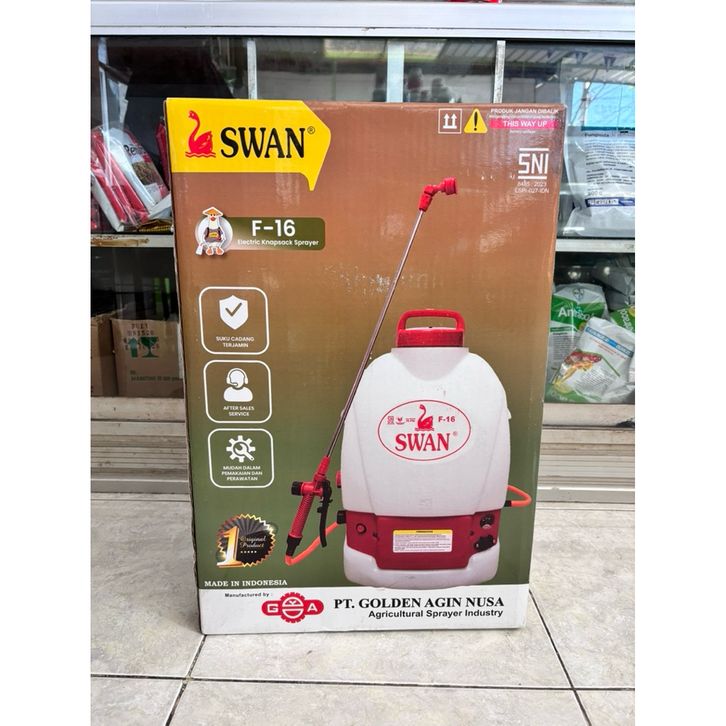 SWAN®
PRODUK JANGAN DIBALIK
THIS WAY UP
SNI
8485 : 2023
F-16
Electric Knapsack Sprayer
SUKU CADANG
TERJAMIN
AFTER SALES
SERVICE
MUDAH DALAM
PEMAKAIAN DAN
PERAWATAN
F-16
SWAN®
1
Original
Product
MADE IN INDONESIA
Manufactured by :
G A
PT. GOLDEN AGIN NUSA
Agricultural Sprayer Industry